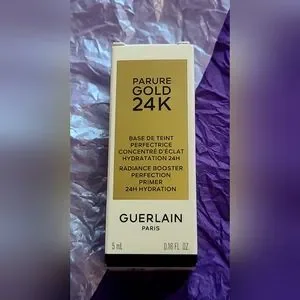 PARURE
GOLD
24K
BASE DE TEINT
PERFECTRICE
CONCENTRÉ D'ÉCLAT
HYDRATATION 24H
RADIANCE BOOSTER
PERFECTION
PRIMER
24H HYDRATION
GUERLAIN
PARIS
5 mL 0.16 FL. OZ.